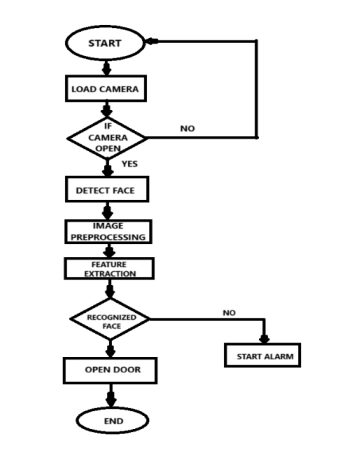 START
LOAD CAMERA
IF
CAMERA
OPEN
NO
YES
DETECT FACE
IMAGE
PREPROCESSING
FEATURE
EXTRACTION
RECOGNIZED
FACE
NO
START ALARM
OPEN DOOR
END